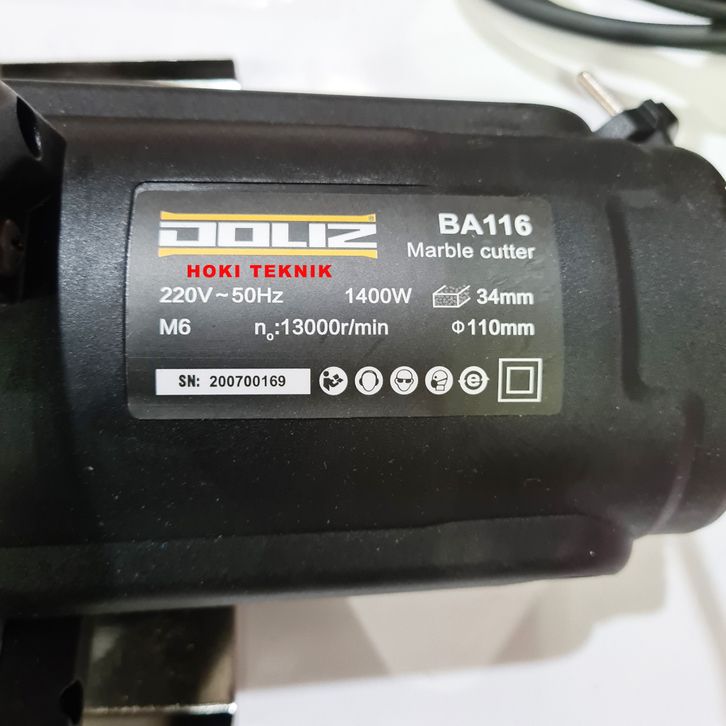 DOLIZ®
BA116
Marble cutter
HOKI TEKNIK
220V~50Hz 1400W 34mm
M6 n₀:13000r/min Φ110mm
SN: 200700169